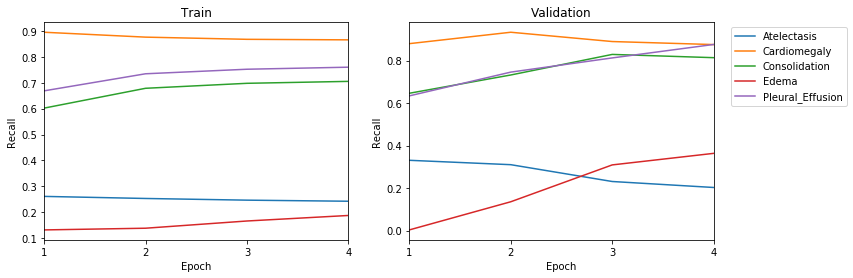 Train
Recall
0.9
0.8
0.7
0.6
0.5
0.4
0.3
0.2
0.1
1 2 3 4
Epoch
Validation
Recall
0.8
0.6
0.4
0.2
0.0
1 2 3 4
Epoch
Atelectasis
Cardiomegaly
Consolidation
Edema
Pleural_Effusion